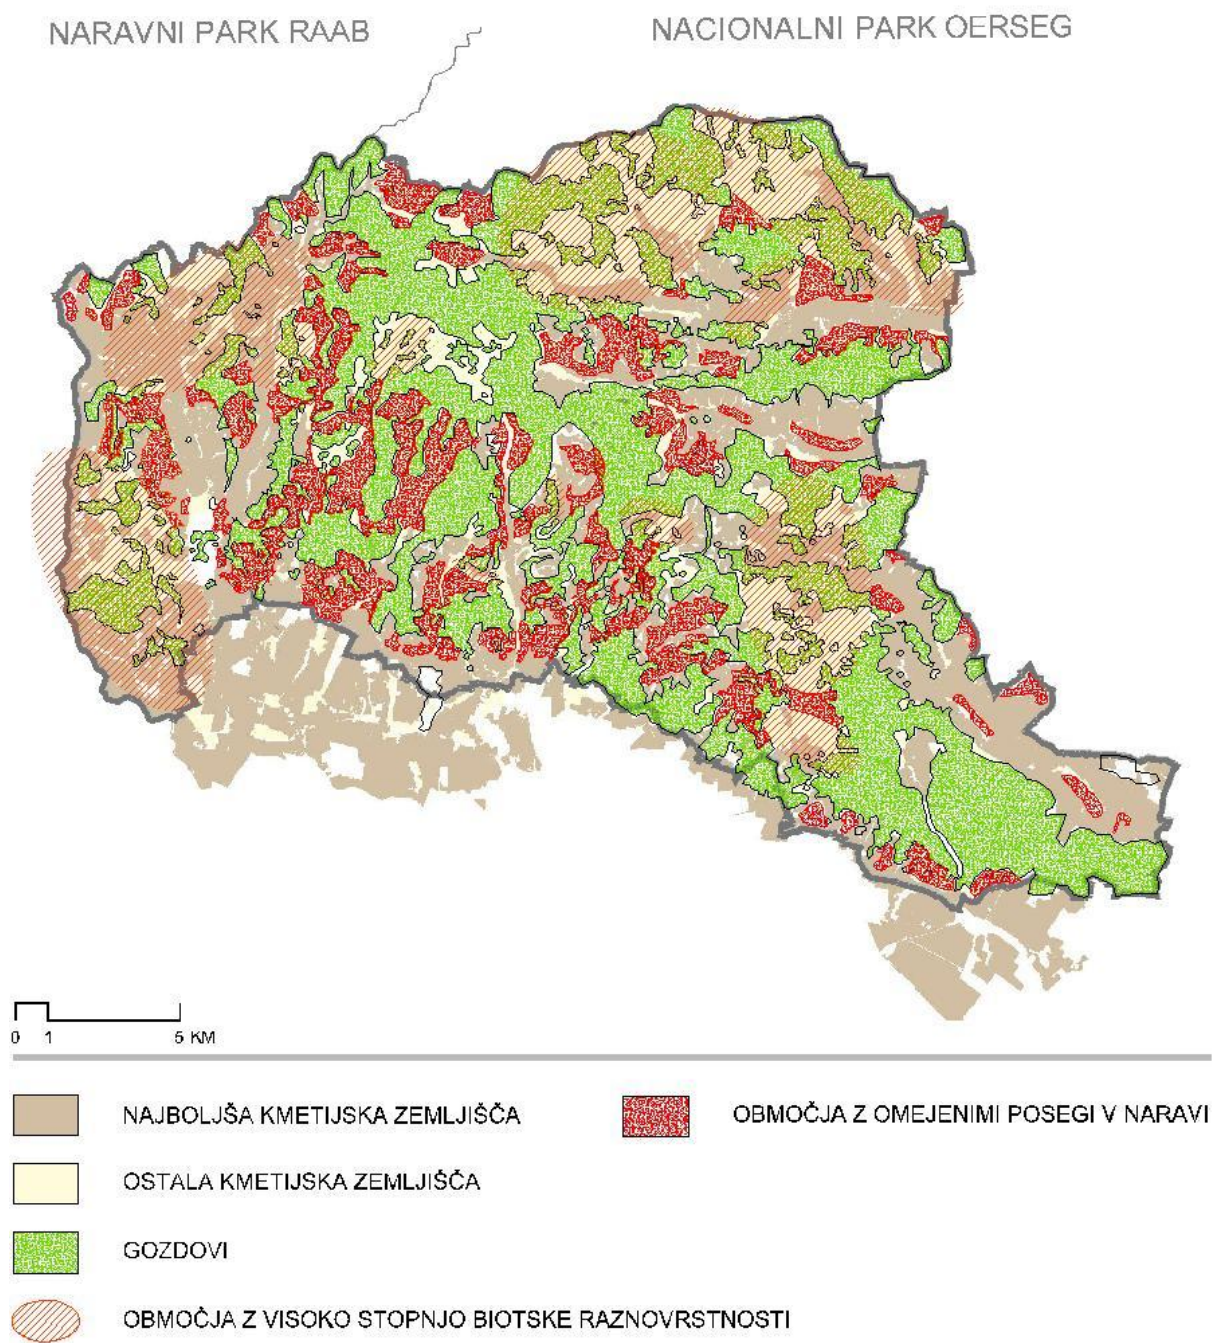 NARAVNI PARK RAAB
NACIONALNI PARK OERSEG
0 1 5 KM
NAJBOLJŠA KMETIJSKA ZEMLJIŠČA
OBMOČJA Z OMEJENIMI POSEGI V NARAVI
OSTALA KMETIJSKA ZEMLJIŠČA
GOZDOVI
OBMOČJA Z VISOKO STOPNJO BIOTSKE RAZNOVRSTNOSTI